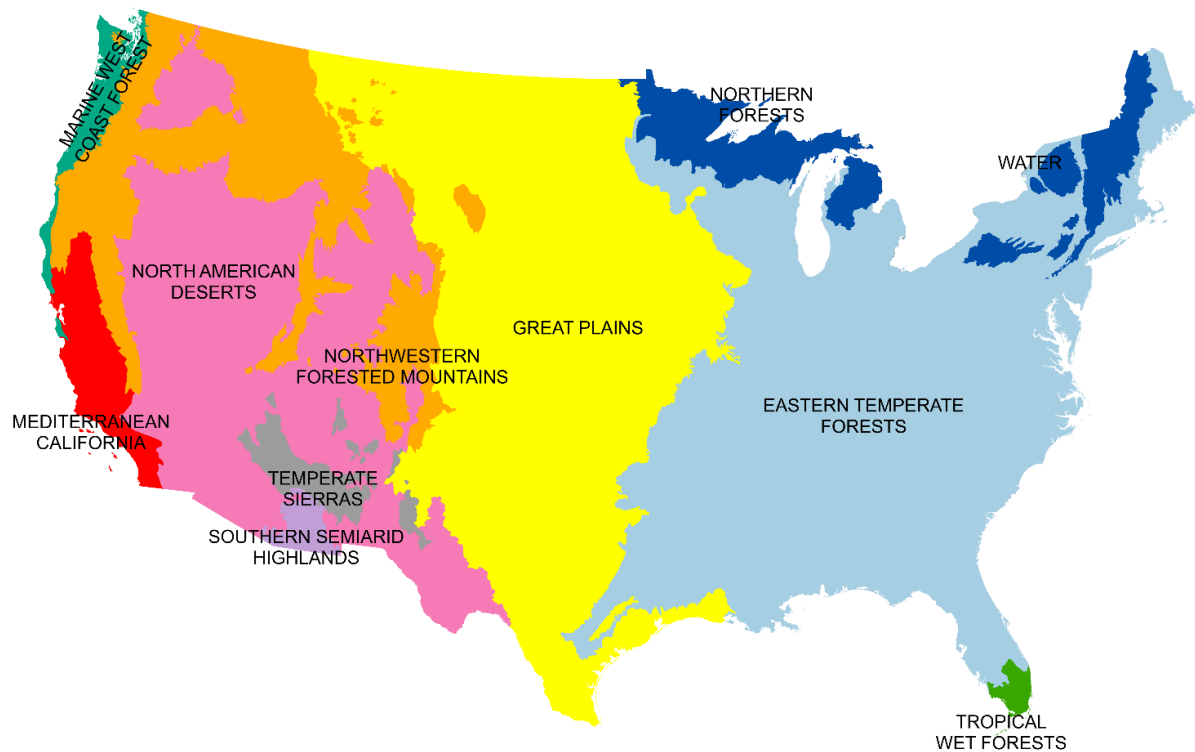 MARINE WEST
COAST FOREST
NORTHERN
FORESTS
WATER
NORTH AMERICAN
DESERTS
GREAT PLAINS
NORTHWESTERN
FORESTED MOUNTAINS
EASTERN TEMPERATE
FORESTS
MEDITERRANEAN
CALIFORNIA
TEMPERATE
SIERRAS
SOUTHERN SEMIARID
HIGHLANDS
TROPICAL
WET FORESTS